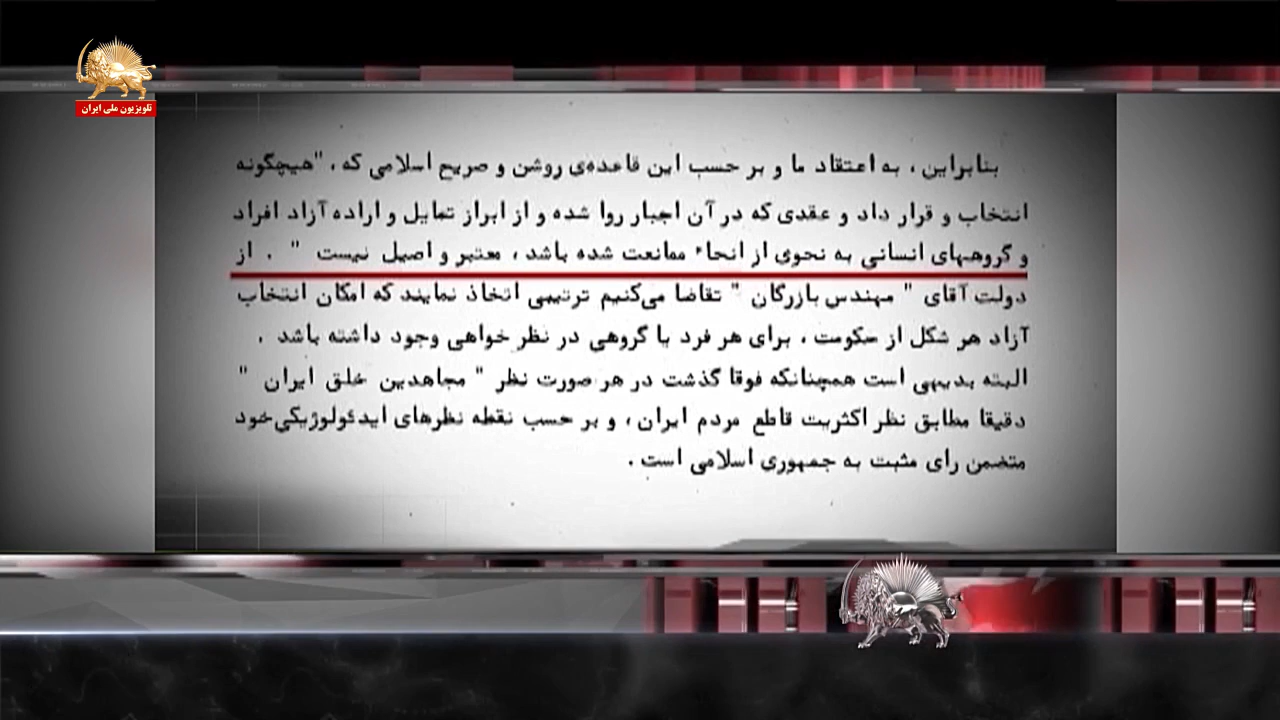 تلویزیون ملی ایران
بنابراین ، به اعتقاد ما و بر حسب این قاعده‌ی روشن و صریح اسلامی که ، "هیچگونه
انتخاب و قرار داد و عقدی که در آن اجبار روا شده و از ابراز تمایل و اراده آزاد افراد
و گروههای انسانی به نحوی از انحاء ممانعت شده باشد ، معتبر و اصیل نیست " . از
دولت آقای " مهندس بازرگان " تقاضا می‌کنیم ترتیبی اتخاذ نمایند که امکان انتخاب
آزاد هر شکل از حکومت ، برای هر فرد یا گروهی در نظر خواهی وجود داشته باشد .
البته بدیهی است همچنانکه فوقا گذشت در هر صورت نظر " مجاهدین خلق ایران "
دقیقا مطابق نظر اکثریت قاطع مردم ایران ، و بر حسب نقطه نظرهای ایدئولوژیکی‌خود
متضمن رای مثبت به جمهوری اسلامی است .